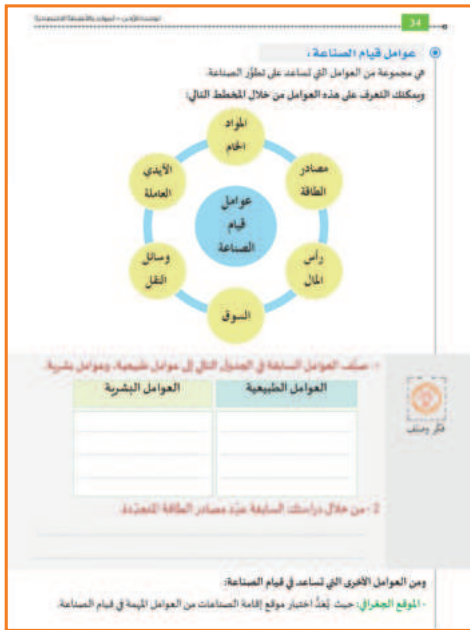 34
عوامل قيام الصناعة:
هي مجموعة من العوامل التي تساعد على تطوُّر الصناعة.
ويمكنك التعرف على هذه العوامل من خلال المخطط التالي:
المواد الخام
مصادر الطاقة
رأس المال
السوق
وسائل النقل
الأيدي العاملة
عوامل قيام الصناعة
1- صنّف العوامل السابقة في الجدول التالي إلى عوامل طبيعية، وعوامل بشرية.
فكّر وصنف
العوامل الطبيعية
العوامل البشرية
2- من خلال دراستك السابقة عدّد مصادر الطاقة المتجدّدة.
ومن العوامل الأخرى التي تساعد في قيام الصناعة:
- الموقع الجغرافي: حيث يُعدُّ اختيار موقع إقامة الصناعات من العوامل المهمة في قيام الصناعة.